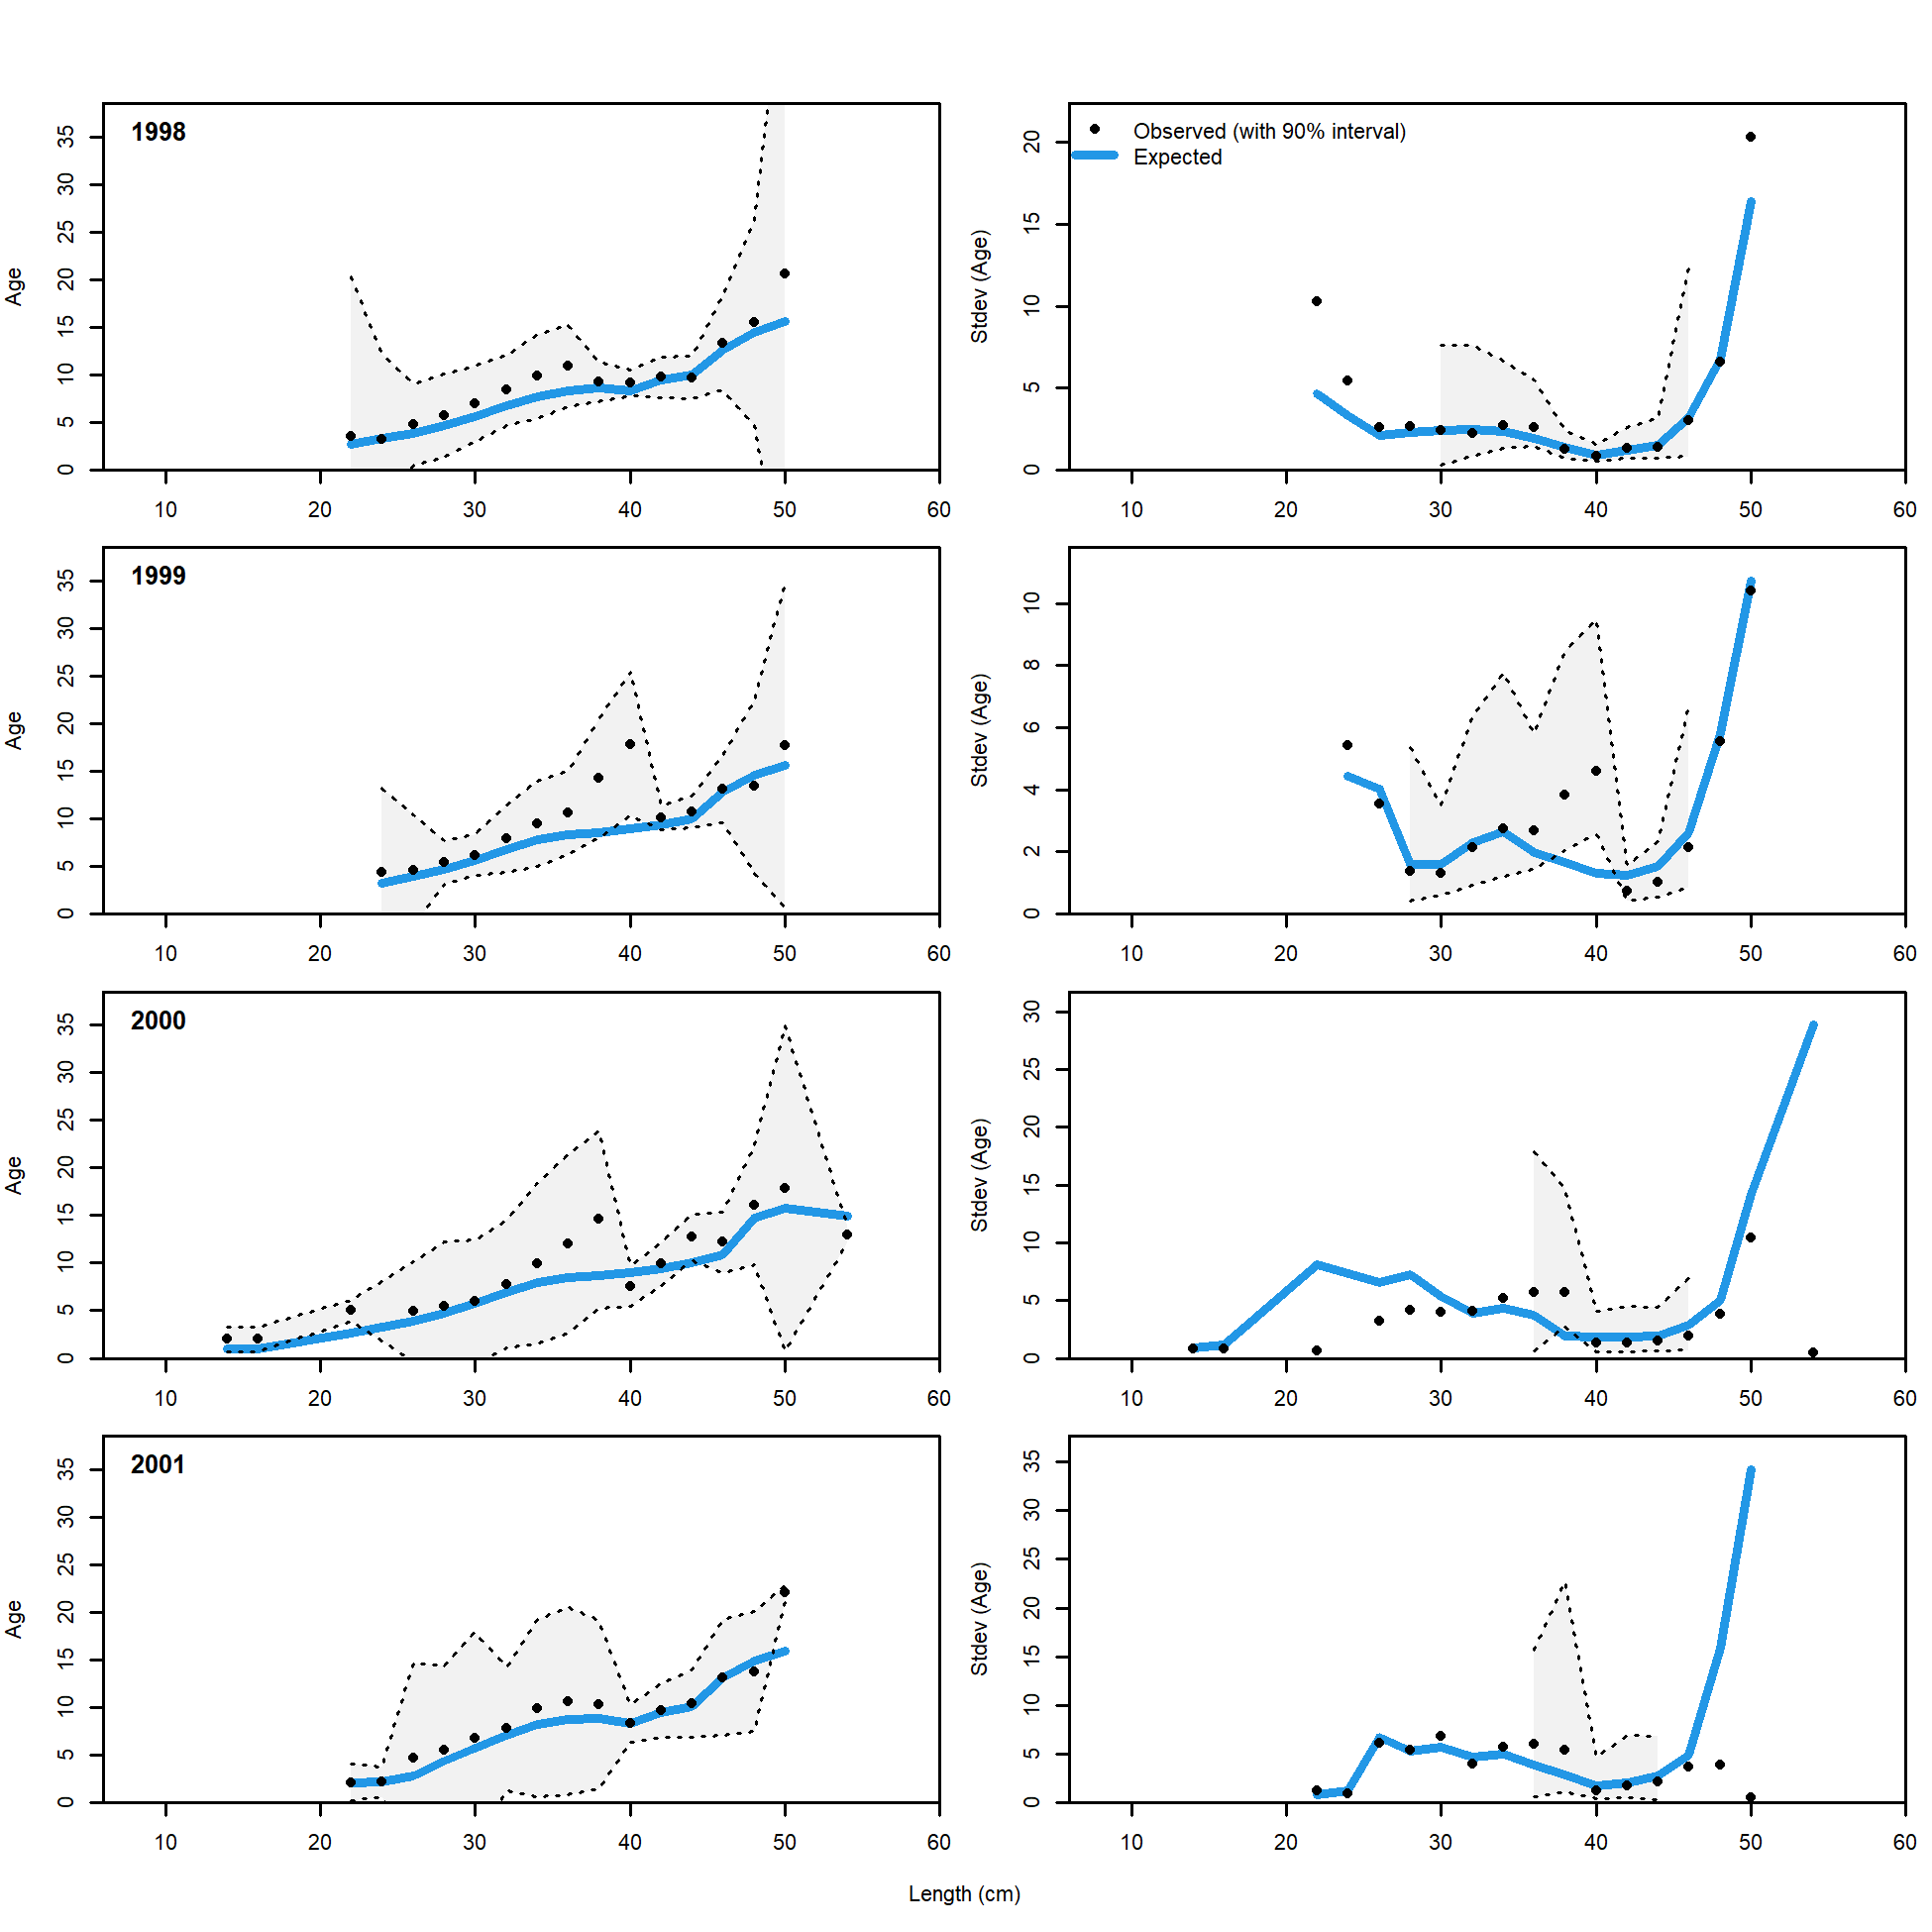 1998
Age
0 5 10 15 20 25 30 35
10 20 30 40 50 60
Observed (with 90% interval)
Expected
Stdev (Age)
0 5 10 15 20
10 20 30 40 50 60
1999
Age
0 5 10 15 20 25 30 35
10 20 30 40 50 60
Stdev (Age)
0 2 4 6 8 10
10 20 30 40 50 60
2000
Age
0 5 10 15 20 25 30 35
10 20 30 40 50 60
Stdev (Age)
0 5 10 15 20 25 30
10 20 30 40 50 60
2001
Age
0 5 10 15 20 25 30 35
10 20 30 40 50 60
Stdev (Age)
0 5 10 15 20 25 30 35
10 20 30 40 50 60
Length (cm)